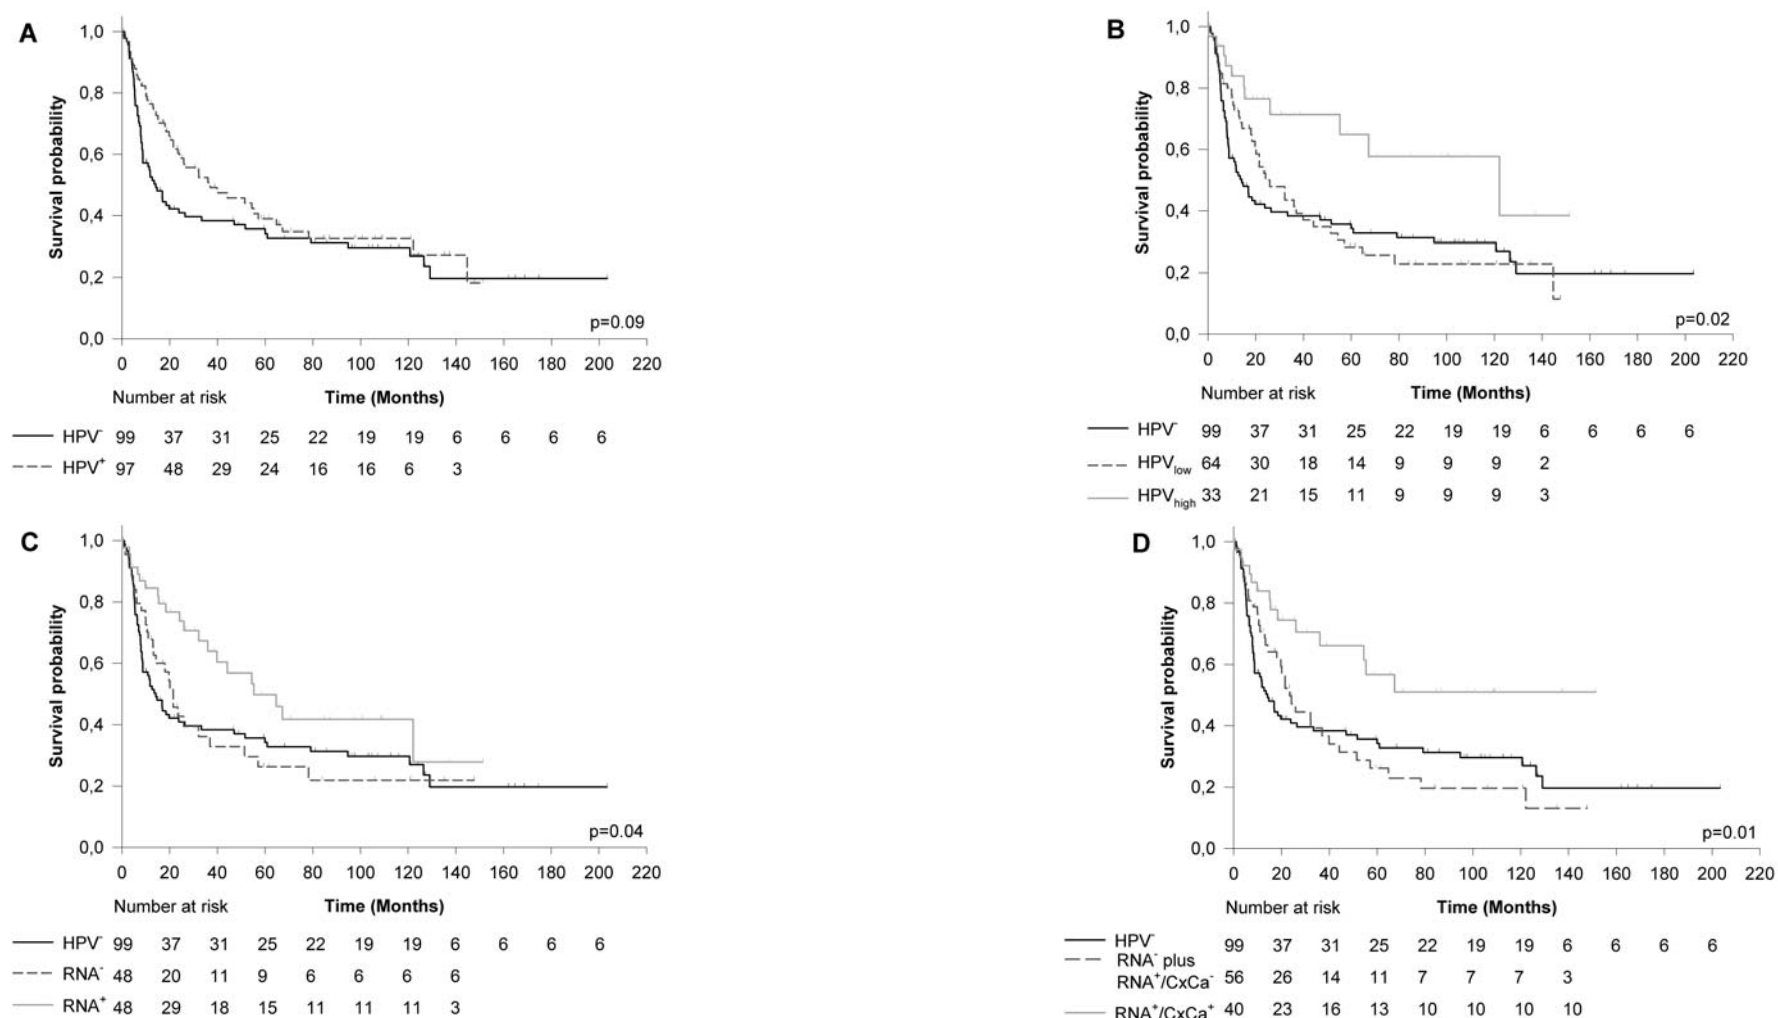 A
Survival probability
1,0
0,8
0,6
0,4
0,2
0,0
p=0.09
0 20 40 60 80 100 120 140 160 180 200 220
Number at risk Time (Months)
HPV⁻ 99 37 31 25 22 19 19 6 6 6 6
HPV⁺ 97 48 29 24 16 16 6 3
B
Survival probability
1,0
0,8
0,6
0,4
0,2
0,0
p=0.02
0 20 40 60 80 100 120 140 160 180 200 220
Number at risk Time (Months)
HPV⁻ 99 37 31 25 22 19 19 6 6 6 6
HPVlow 64 30 18 14 9 9 9 2
HPVhigh 33 21 15 11 9 9 9 3
C
Survival probability
1,0
0,8
0,6
0,4
0,2
0,0
p=0.04
0 20 40 60 80 100 120 140 160 180 200 220
Number at risk Time (Months)
HPV⁻ 99 37 31 25 22 19 19 6 6 6 6
RNA⁻ 48 20 11 9 6 6 6 6
RNA⁺ 48 29 18 15 11 11 11 3
D
Survival probability
1,0
0,8
0,6
0,4
0,2
0,0
p=0.01
0 20 40 60 80 100 120 140 160 180 200 220
Number at risk Time (Months)
HPV⁻ 99 37 31 25 22 19 19 6 6 6 6
RNA⁻ plus
RNA⁺/CxCa⁻ 56 26 14 11 7 7 7 3
RNA⁺/CxCa⁺ 40 23 16 13 10 10 10 10